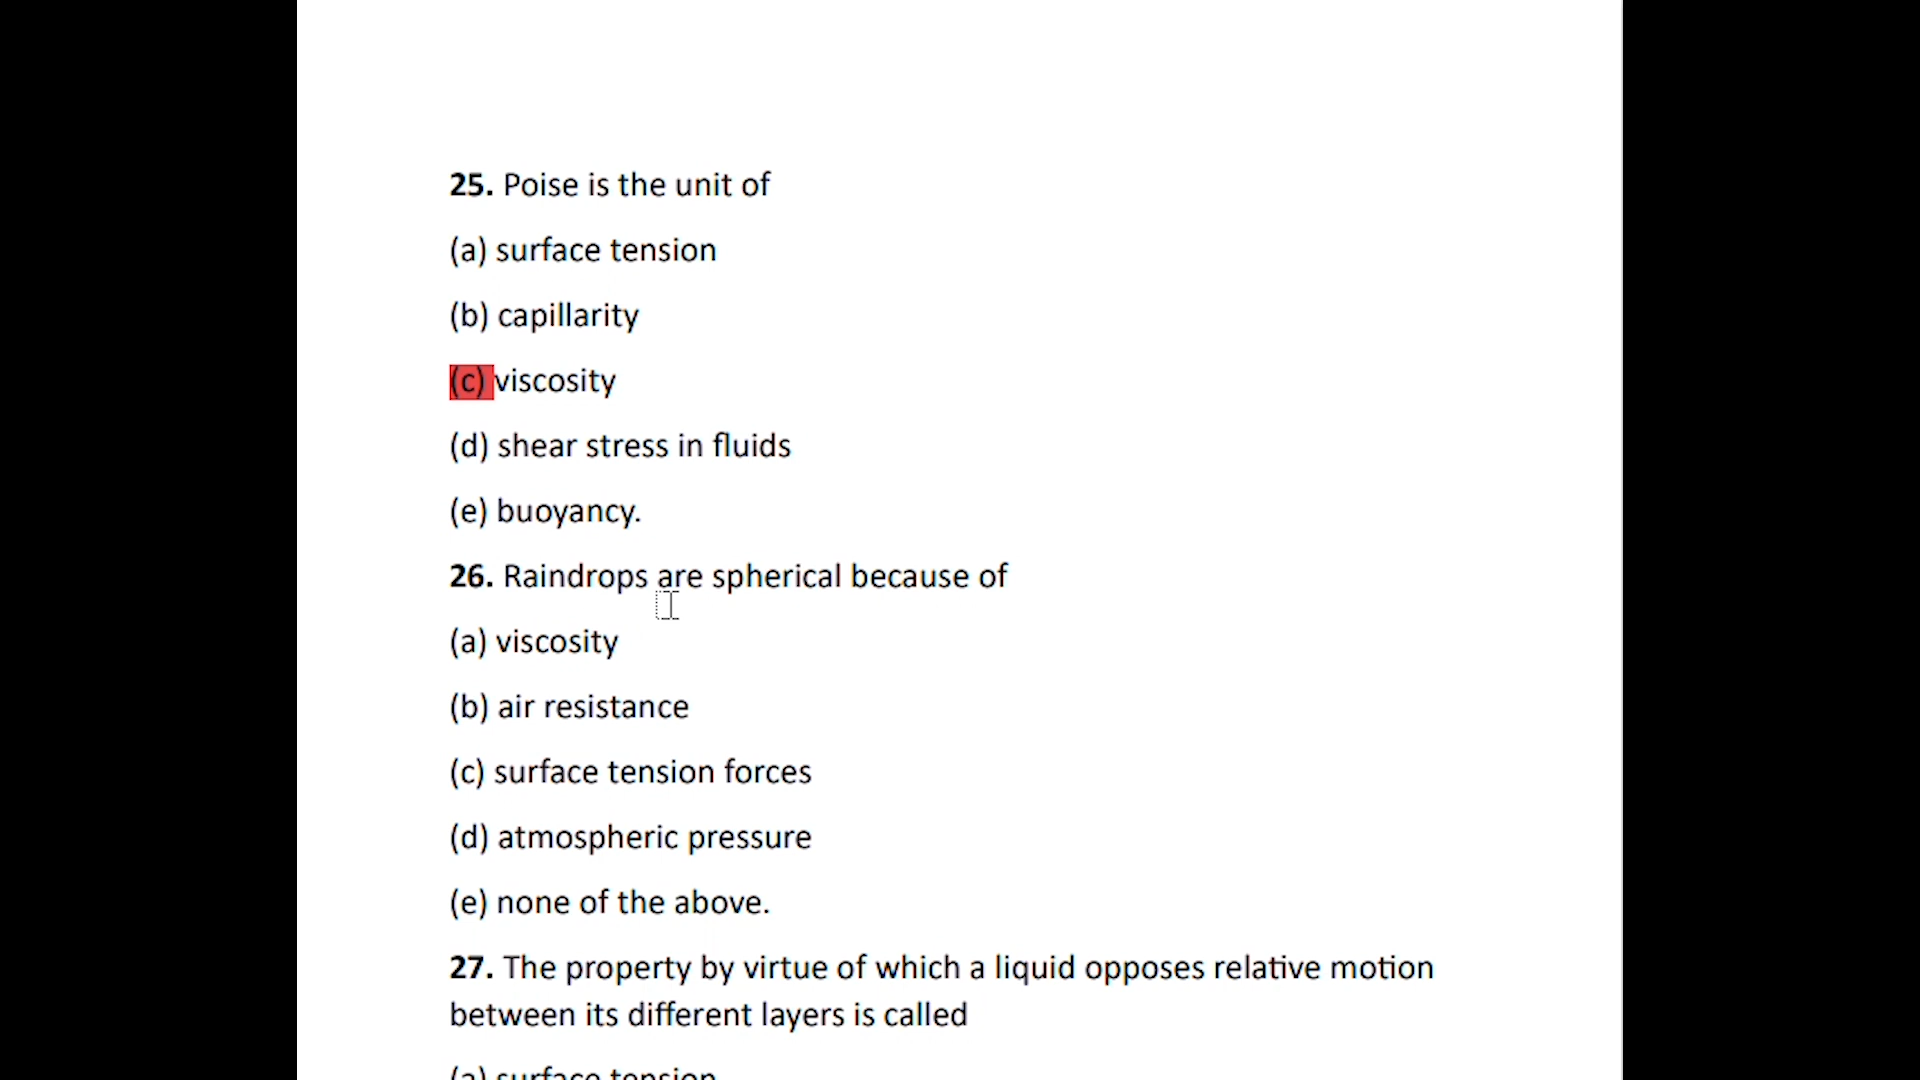 25. Poise is the unit of
(a) surface tension
(b) capillarity
(c) viscosity
(d) shear stress in fluids
(e) buoyancy.
26. Raindrops are spherical because of
(a) viscosity
(b) air resistance
(c) surface tension forces
(d) atmospheric pressure
(e) none of the above.
27. The property by virtue of which a liquid opposes relative motion
between its different layers is called
(a) surface tension